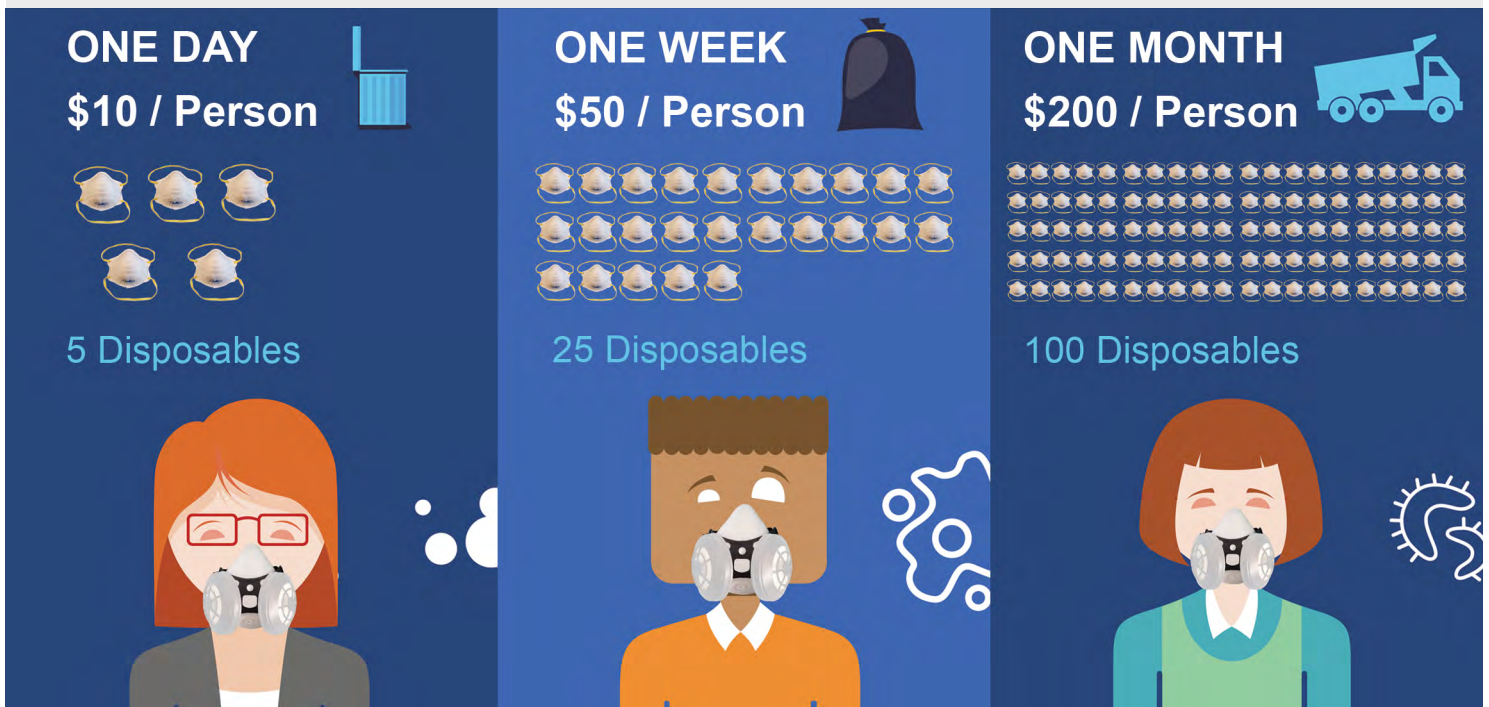 ONE DAY
$10 / Person
5 Disposables
ONE WEEK
$50 / Person
25 Disposables
ONE MONTH
$200 / Person
100 Disposables